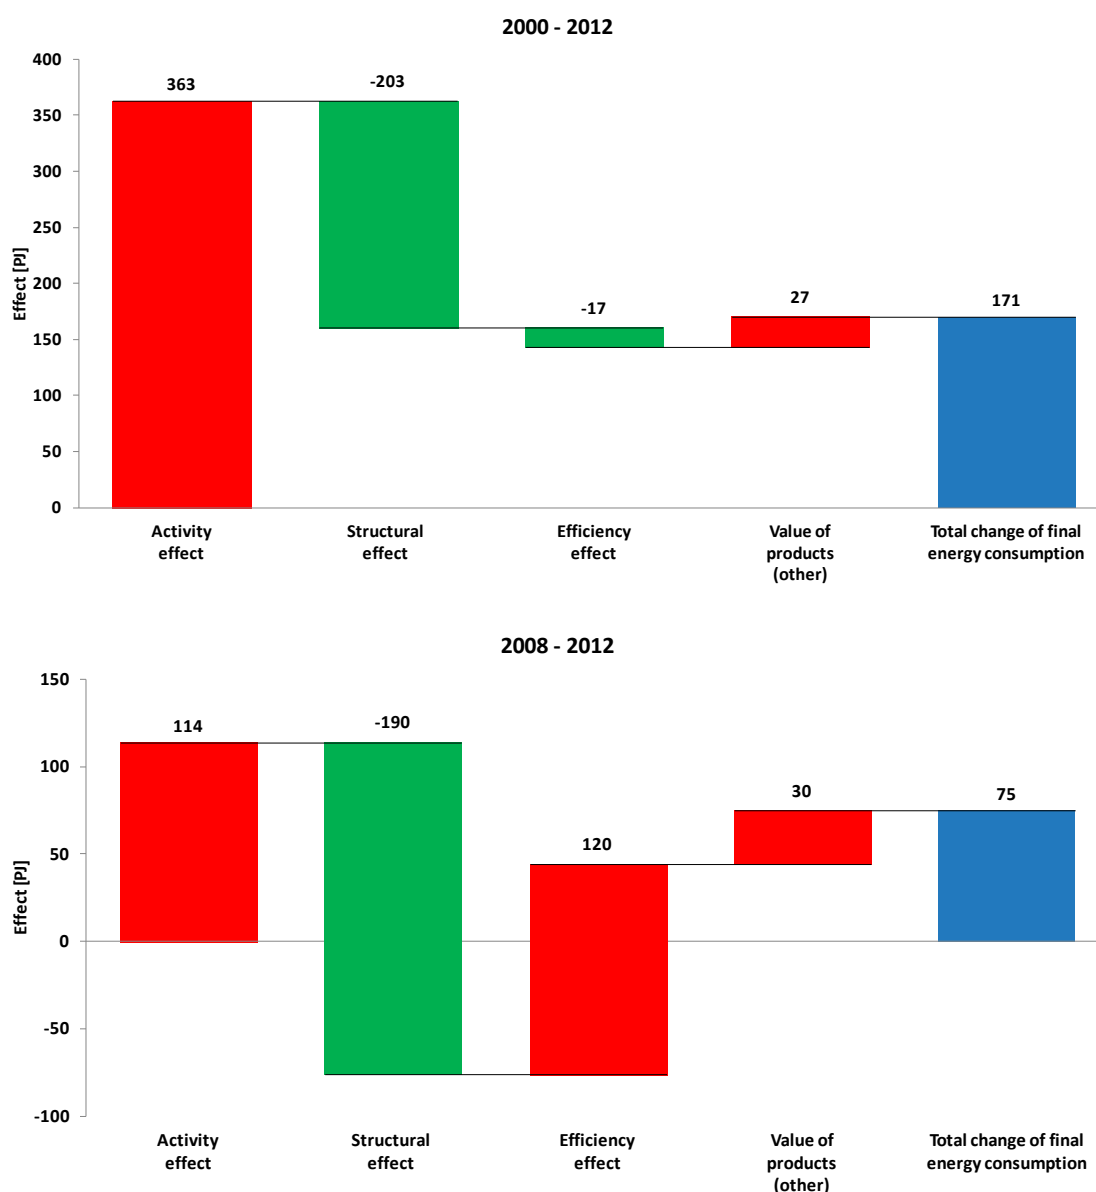 2000 - 2012
Effect [PJ]
400
350
300
250
200
150
100
50
0
363
-203
-17
27
171
Activity
effect
Structural
effect
Efficiency
effect
Value of
products
(other)
Total change of final
energy consumption
2008 - 2012
Effect [PJ]
150
100
50
0
-50
-100
114
-190
120
30
75
Activity
effect
Structural
effect
Efficiency
effect
Value of
products
(other)
Total change of final
energy consumption